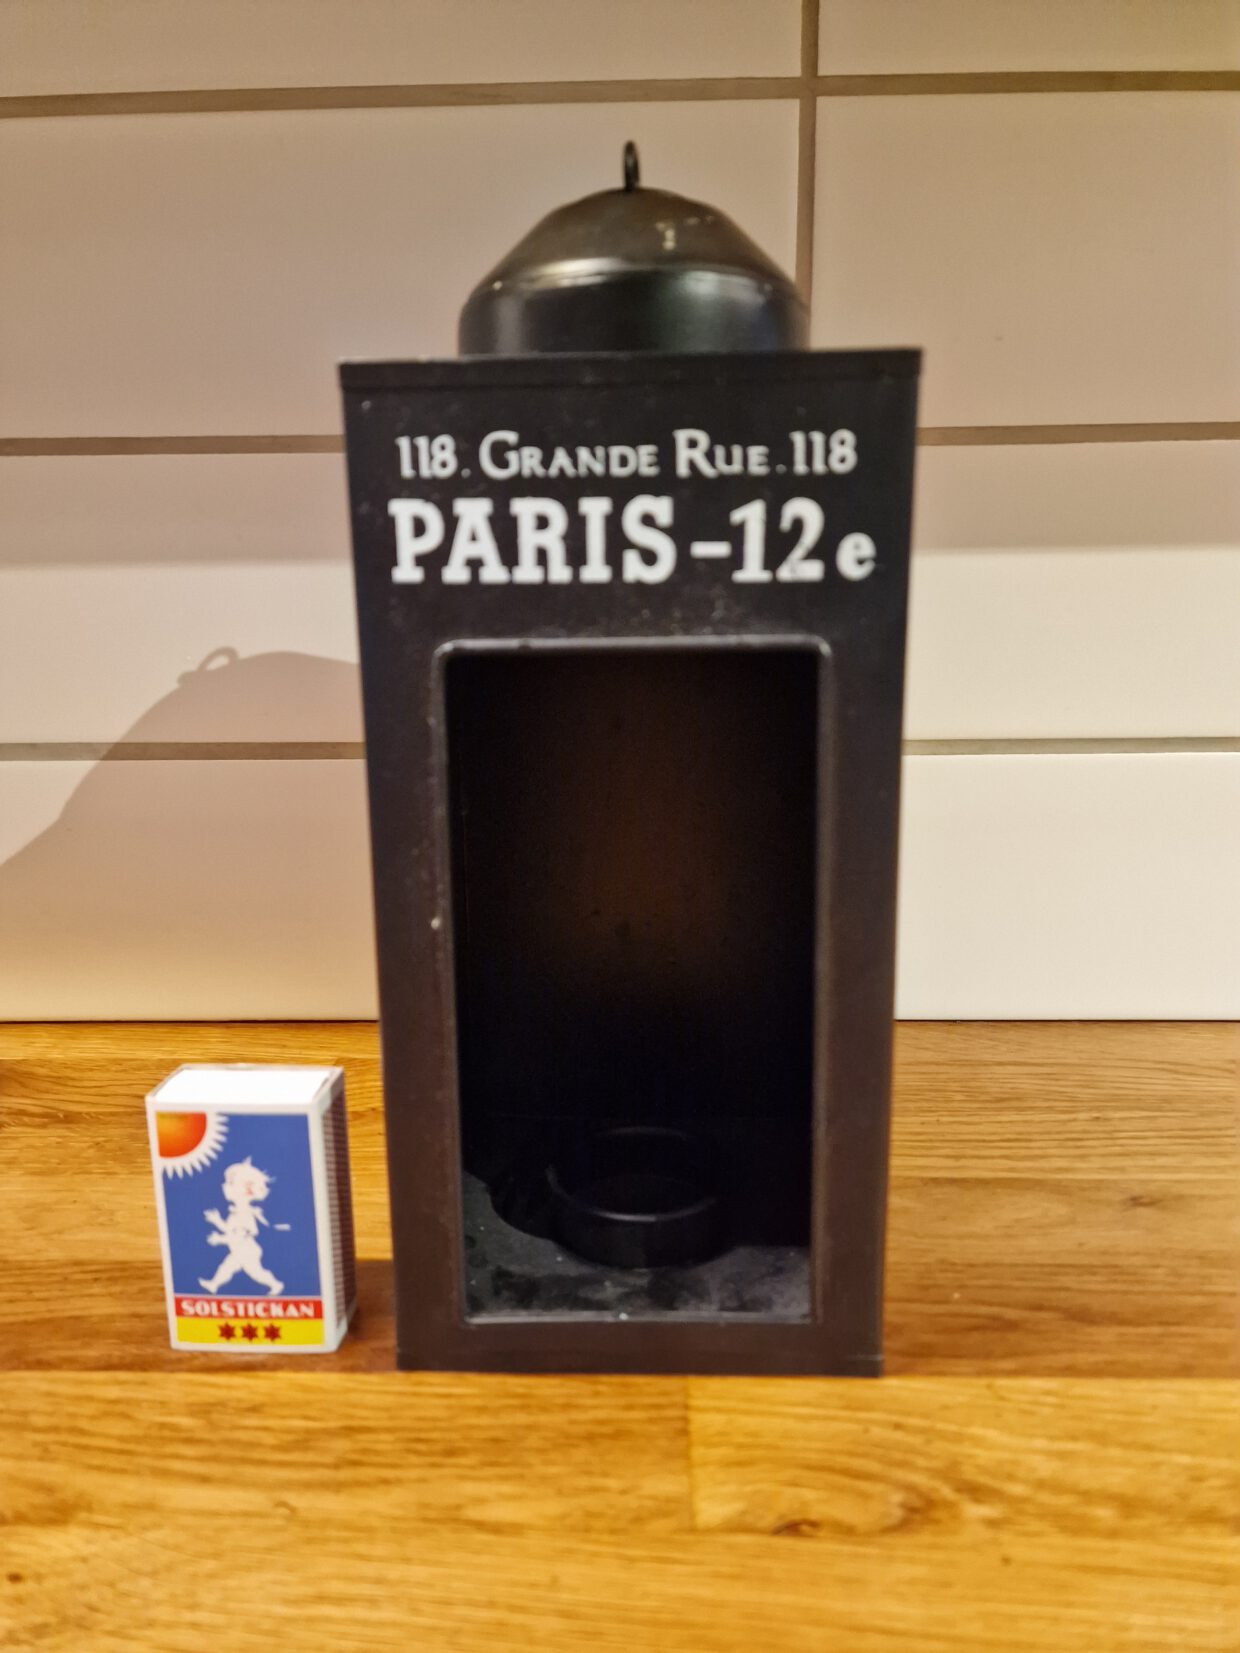 118. GRANDE RUE. 118
PARIS - 12e
SOLSTICKAN